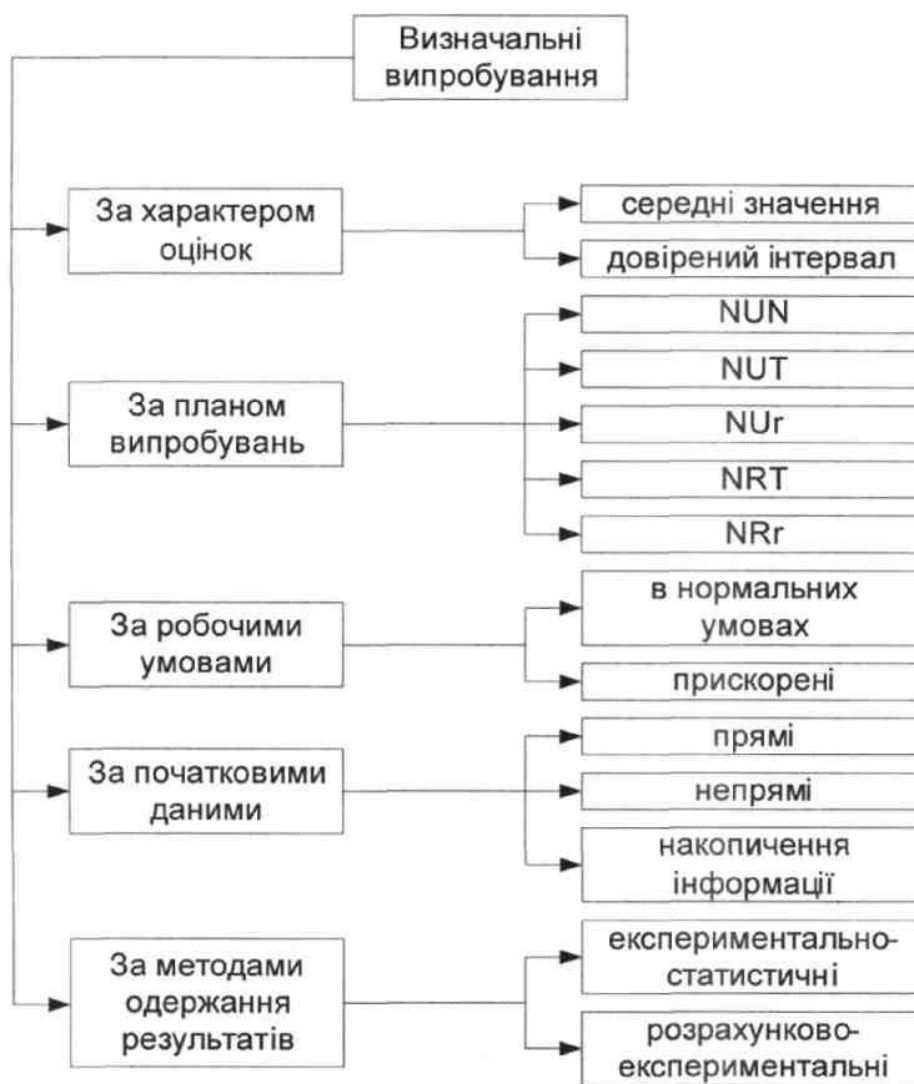 Визначальні
випробування
За характером
оцінок
середні значення
довірений інтервал
За планом
випробувань
NUN
NUT
NUr
NRT
NRr
За робочими
умовами
в нормальних
умовах
прискорені
За початковими
даними
прямі
непрямі
накопичення
інформації
За методами
одержання
результатів
експериментально-
статистичні
розрахунково-
експериментальні